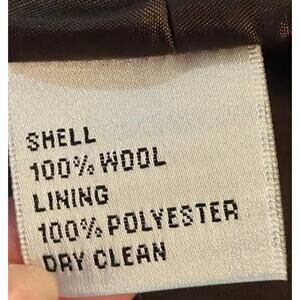 SHELL
100% WOOL
LINING
100% POLYESTER
DRY CLEAN